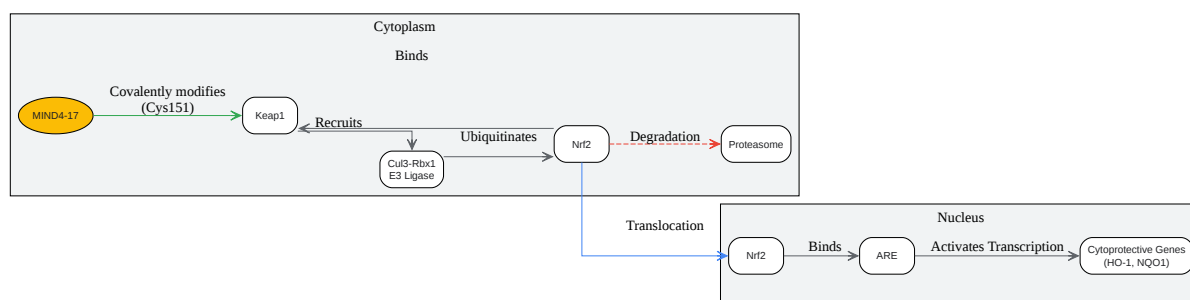 Cytoplasm
Binds
Covalently modifies
(Cys151)
MIND4-17
Keap1
Recruits
Cul3-Rbx1
E3 Ligase
Ubiquitinates
Nrf2
Degradation
Proteasome
Translocation
Nucleus
Nrf2
Binds
ARE
Activates Transcription
Cytoprotective Genes
(HO-1, NQO1)